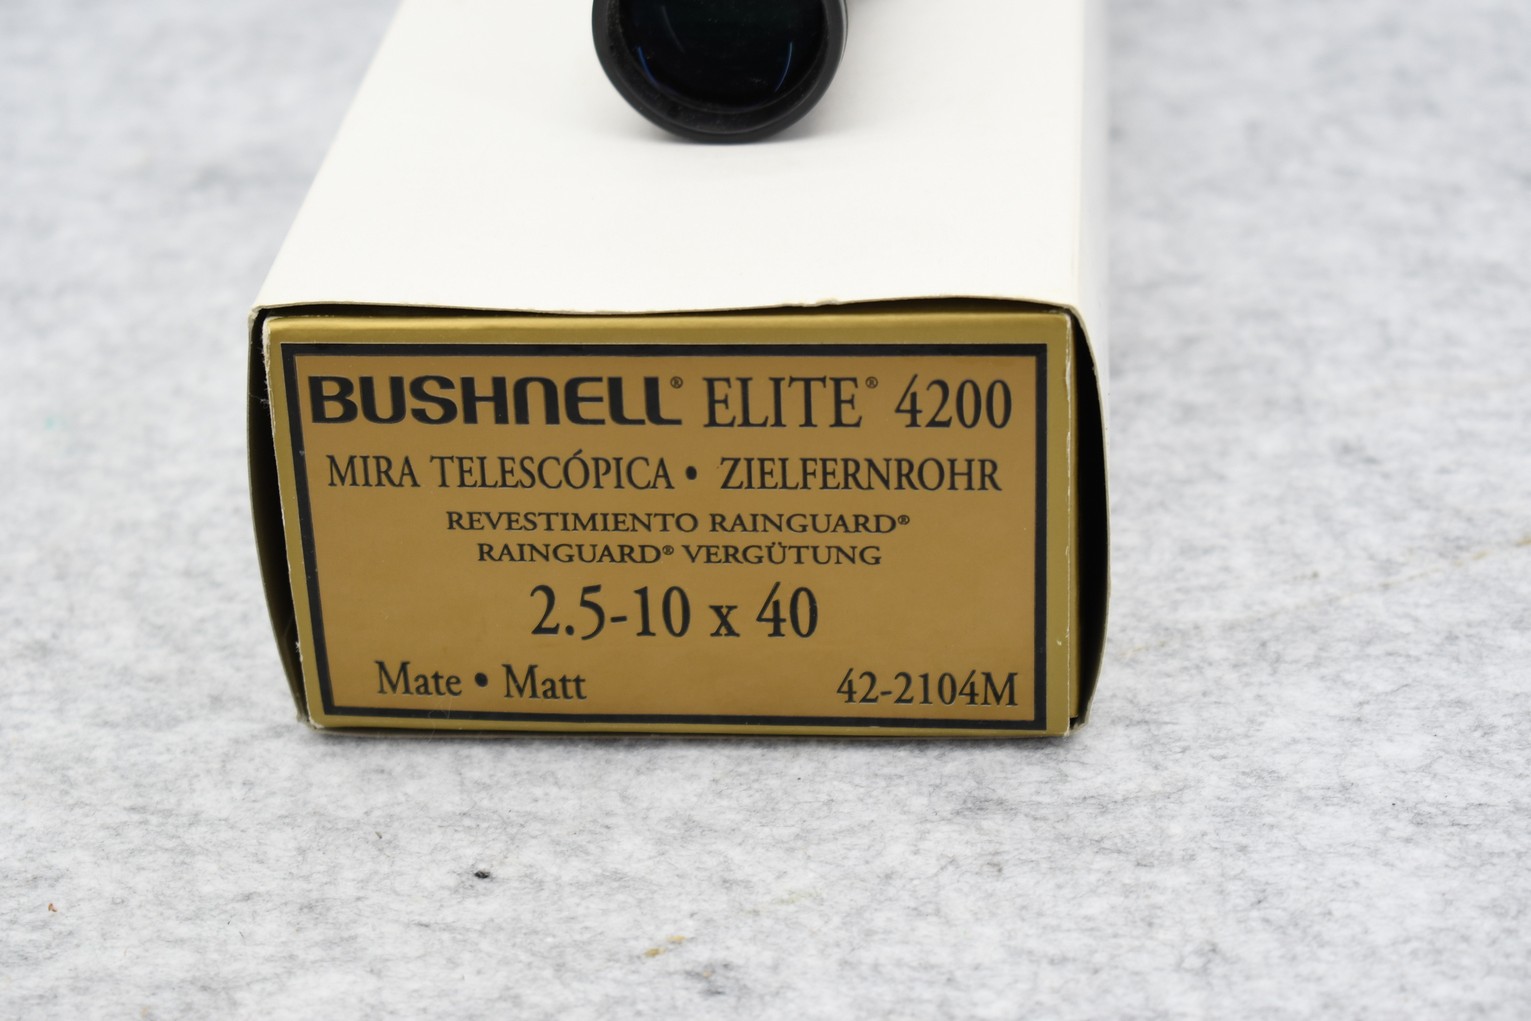 BUSHNELL® ELITE® 4200
MIRA TELESCÓPICA • ZIELFERNROHR
REVESTIMIENTO RAINGUARD®
RAINGUARD® VERGÜTUNG
2.5-10 x 40
Mate • Matt 42-2104M